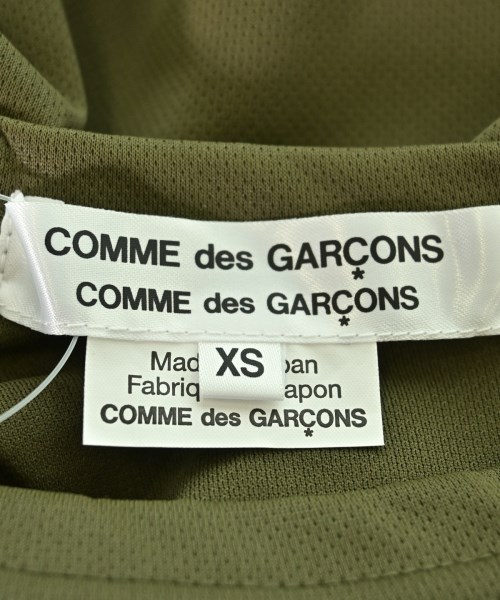 COMME des GARÇONS
*
COMME des GARÇONS
*
XS
Mad pan
Fabriq apon
COMME des GARÇONS
*